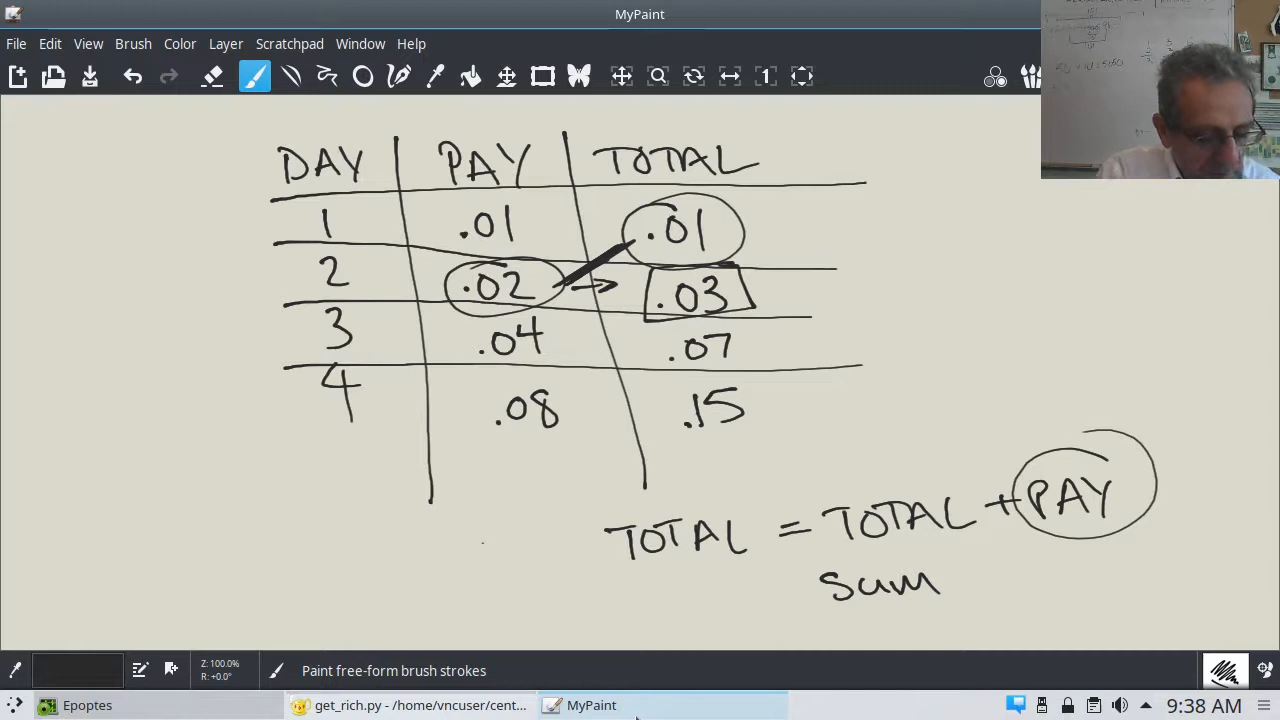 MyPaint
File Edit View Brush Color Layer Scratchpad Window Help
DAY PAY TOTAL
1 .01 .01
2 .02 → .03
3 .04 .07
4 .08 .15
TOTAL = TOTAL + PAY
sum
Z: 100.0%
R: +0.0°
Paint free-form brush strokes
Epoptes get_rich.py - /home/vncuser/cent... MyPaint 9:38 AM